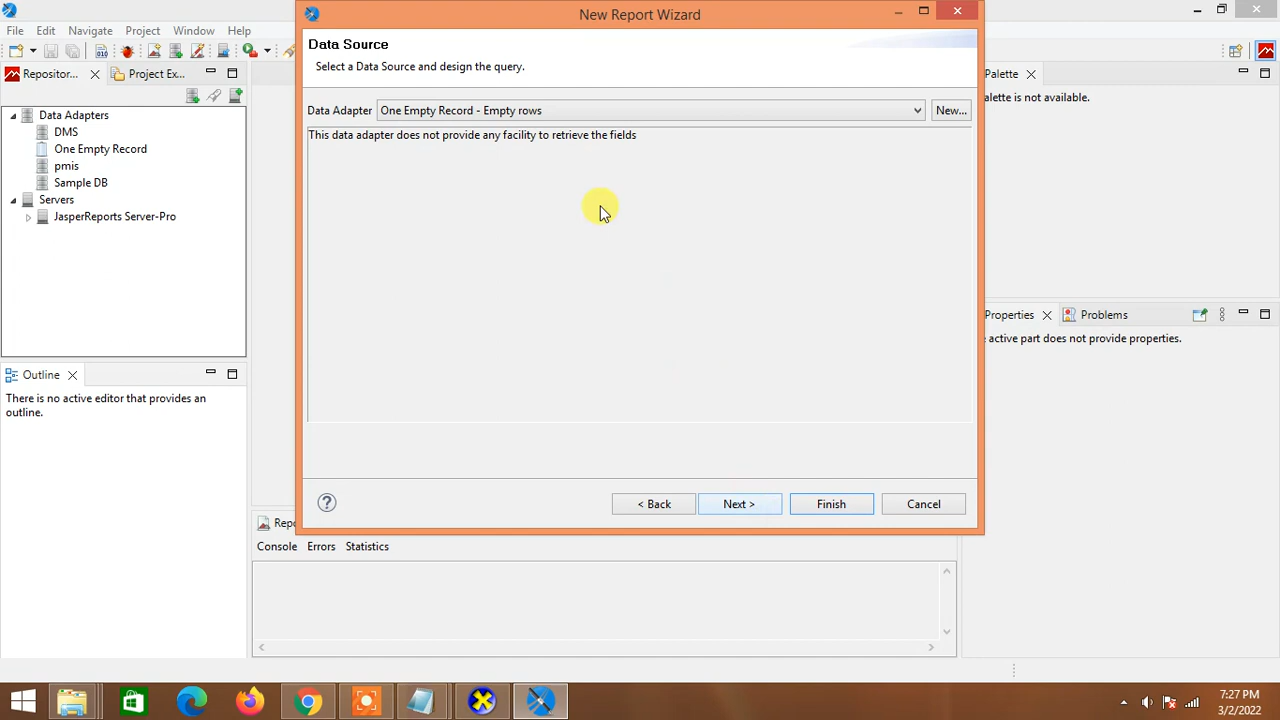 New Report Wizard
File Edit Navigate Project Window Help
Data Source
Select a Data Source and design the query.
Repositor... Project Ex...
Palette
alette is not available.
Data Adapter One Empty Record - Empty rows New...
This data adapter does not provide any facility to retrieve the fields
Data Adapters
DMS
One Empty Record
pmis
Sample DB
Servers
JasperReports Server-Pro
Properties Problems
active part does not provide properties.
Outline
There is no active editor that provides an
outline.
? < Back Next > Finish Cancel
Repo
Console Errors Statistics
7:27 PM
3/2/2022